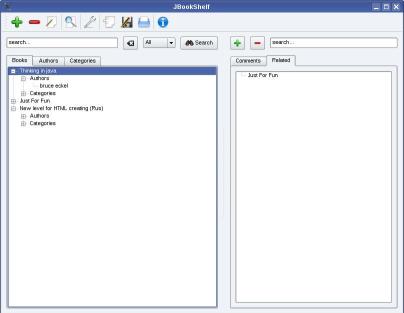 JBookShelf
search...
All
Search
search...
Books
Authors
Categories
Comments
Related
Thinking in java
Authors
bruce eckel
Categories
Just For Fun
New level for HTML creating (Rus)
Authors
Categories
Just For Fun